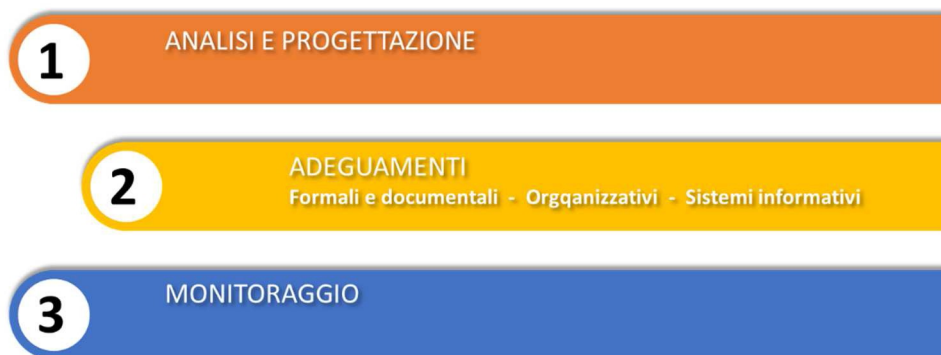 1
ANALISI E PROGETTAZIONE
2
ADEGUAMENTI
Formali e documentali - Orgqanizzativi - Sistemi informativi
3
MONITORAGGIO